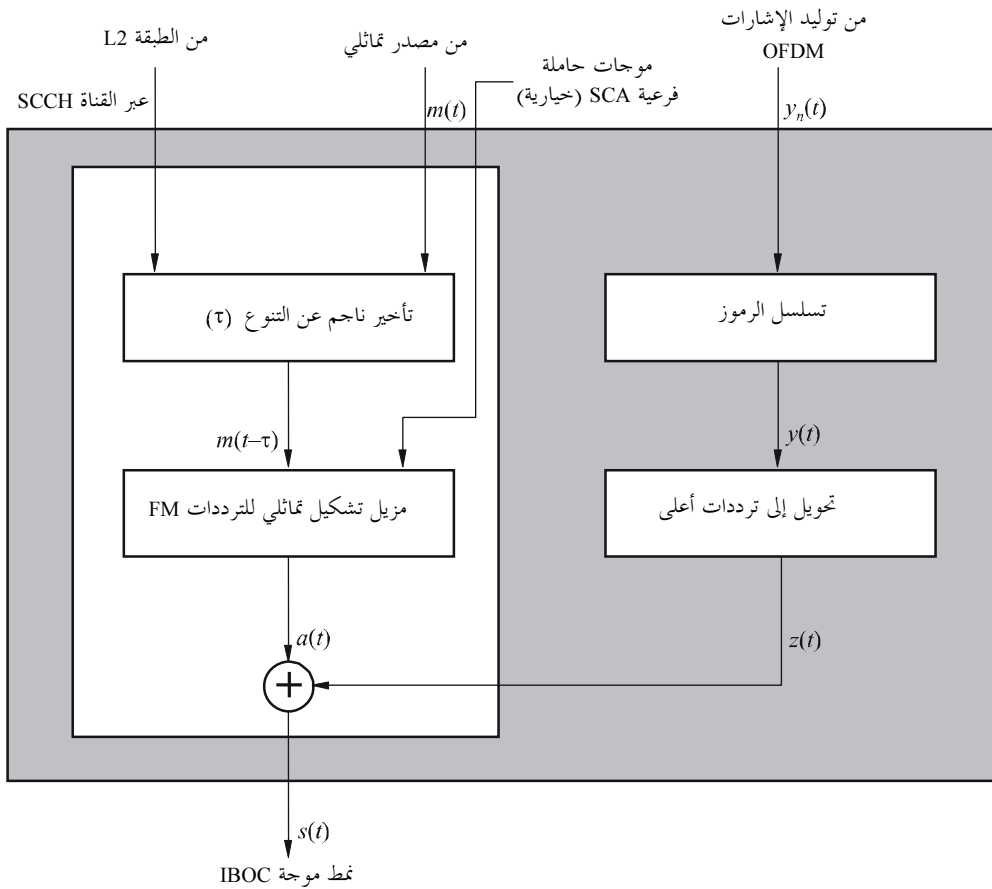 من توليد الإشارات
OFDM
من مصدر تماثلي
من الطبقة L2
موجات حاملة
فرعية SCA (خيارية)
عبر القناة SCCH
m(t)
yₙ(t)
تأخير ناجم عن التنوع (τ)
تسلسل الرموز
m(t–τ)
y(t)
مزيل تشكيل تماثلي للترددات FM
تحويل إلى ترددات أعلى
a(t)
z(t)
+
s(t)
نمط موجة IBOC